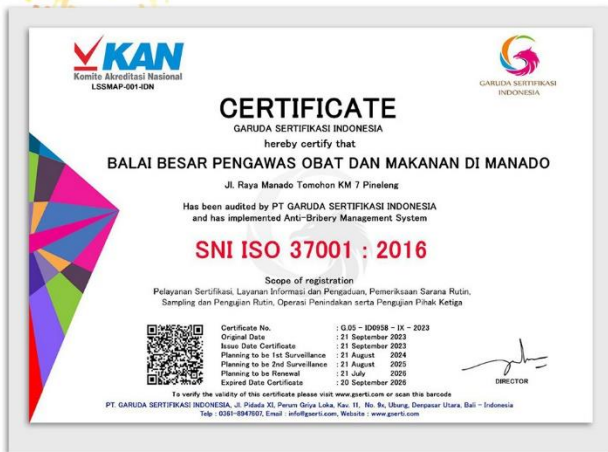 KAN
Komite Akreditasi Nasional
LSSMAP-001-IDN
GARUDA SERTIFIKASI
INDONESIA
CERTIFICATE
GARUDA SERTIFIKASI INDONESIA
hereby certify that
BALAI BESAR PENGAWAS OBAT DAN MAKANAN DI MANADO
Jl. Raya Manado Tomohon KM 7 Pineleng
Has been audited by PT GARUDA SERTIFIKASI INDONESIA
and has implemented Anti-Bribery Management System
SNI ISO 37001 : 2016
Scope of registration
Pelayanan Sertifikasi, Layanan Informasi dan Pengaduan, Pemeriksaan Sarana Rutin,
Sampling dan Pengujian Rutin, Operasi Penindakan serta Pengujian Pihak Ketiga
Certificate No. : G.05 - ID0958 - IX - 2023
Original Date : 21 September 2023
Issue Date Certificate : 21 September 2023
Planning to be 1st Surveillance : 21 August 2024
Planning to be 2nd Surveillance : 21 August 2025
Planning to be Renewal : 21 July 2026
Expired Date Certificate : 20 September 2026
DIRECTOR
To verify the validity of this certificate please visit www.gserti.com or scan this barcode
PT. GARUDA SERTIFIKASI INDONESIA, Jl. Pidada XI, Perum Griya Loka, Kav. 11, No. 9x, Ubung, Denpasar Utara, Bali - Indonesia
Telp : 0361-8947607, Email : info@gserti.com, Website : www.gserti.com